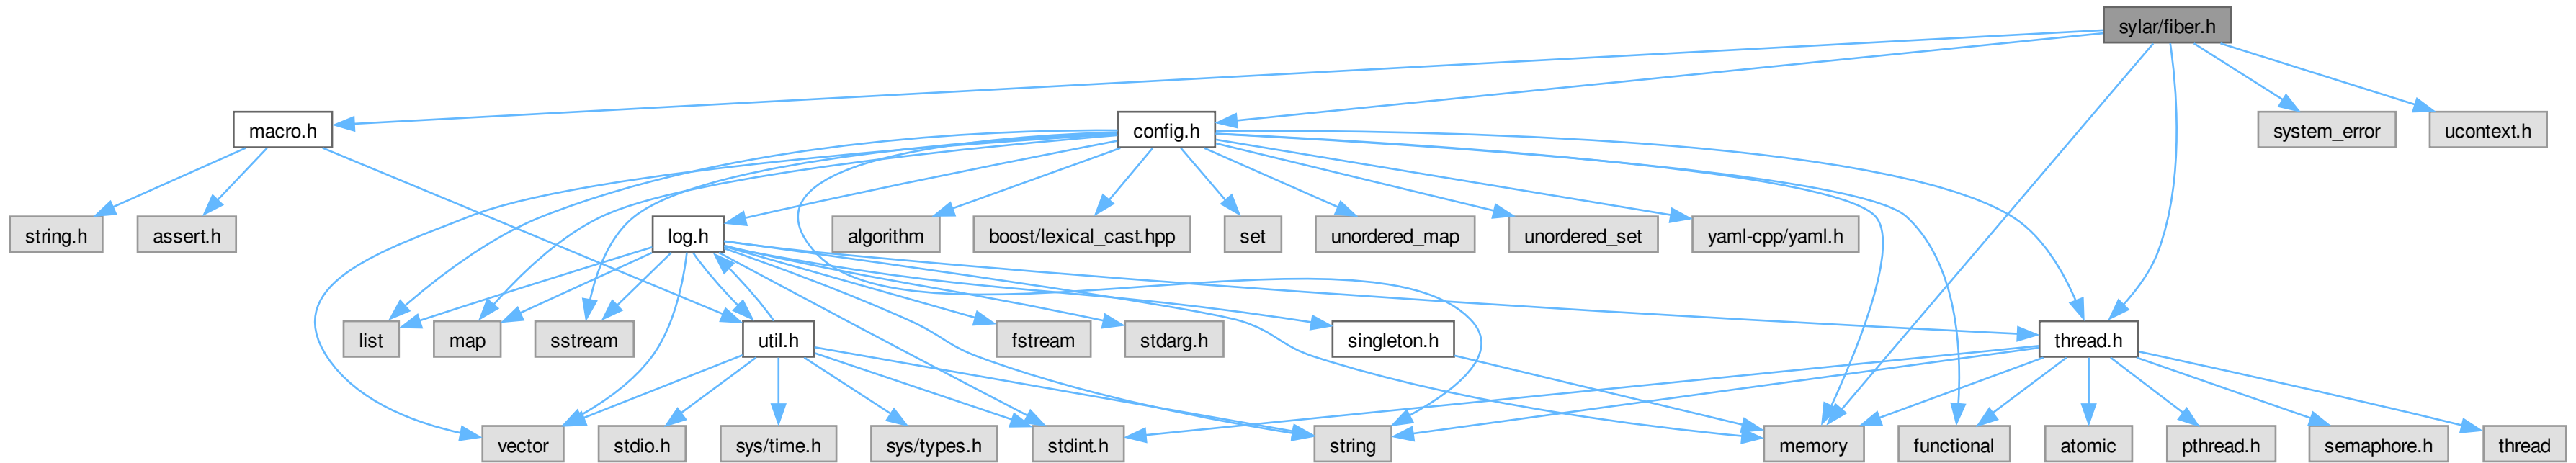 sylar/fiber.h
macro.h
config.h
system_error
ucontext.h
string.h
assert.h
log.h
algorithm
boost/lexical_cast.hpp
set
unordered_map
unordered_set
yaml-cpp/yaml.h
list
map
sstream
util.h
fstream
stdarg.h
singleton.h
thread.h
vector
stdio.h
sys/time.h
sys/types.h
stdint.h
string
memory
functional
atomic
pthread.h
semaphore.h
thread